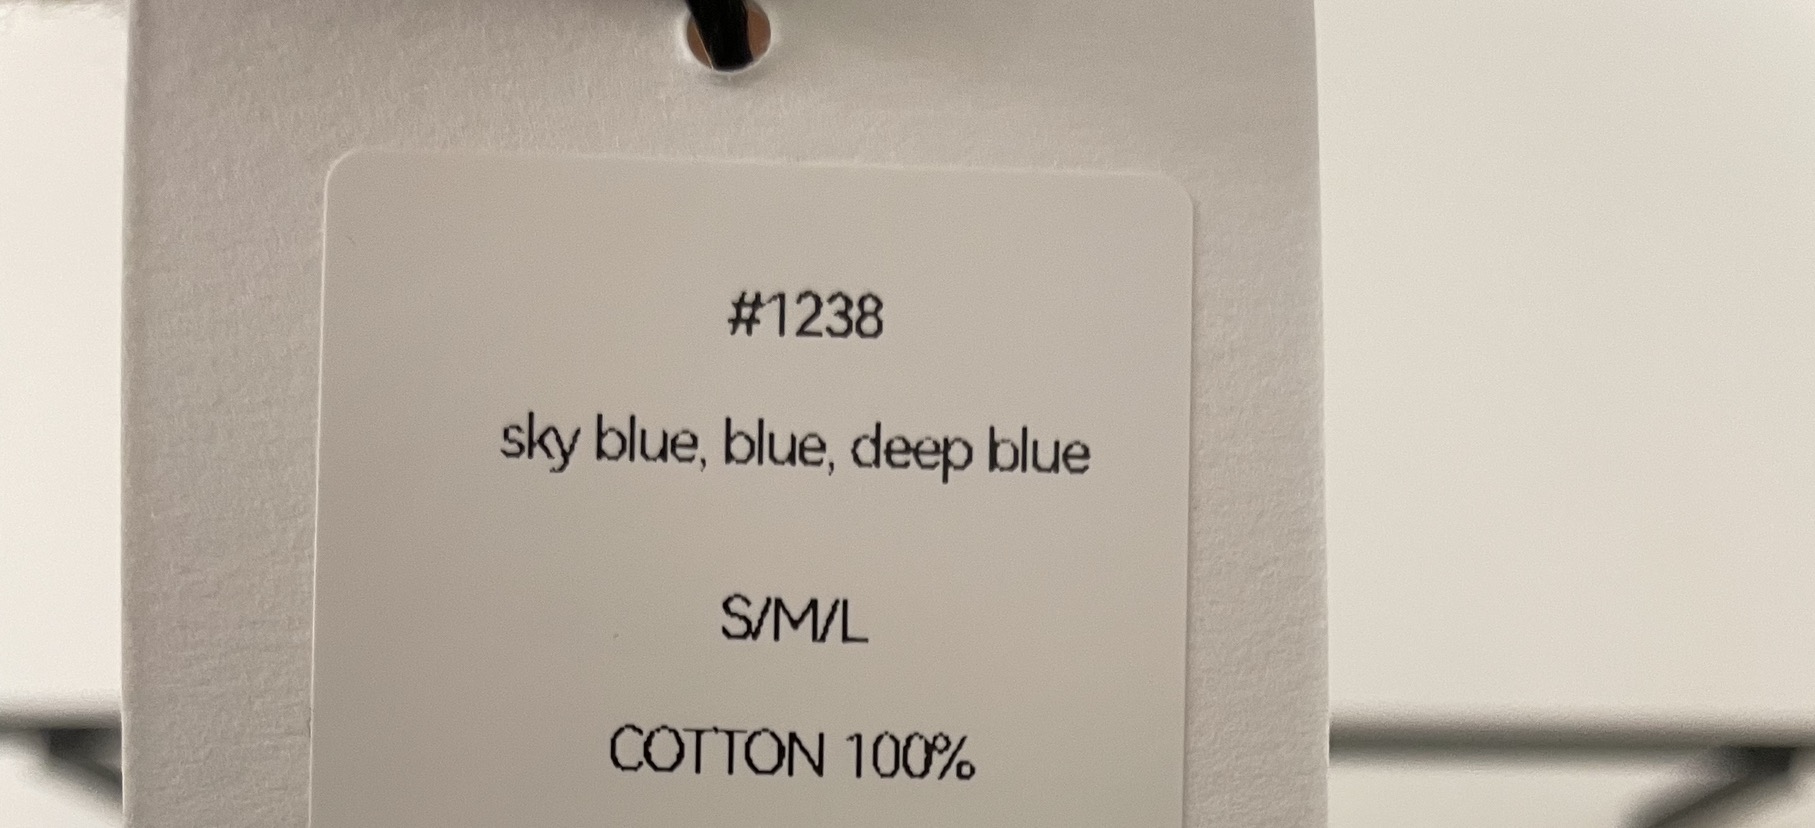 #1238
sky blue, blue, deep blue
S/M/L
COTTON 100%